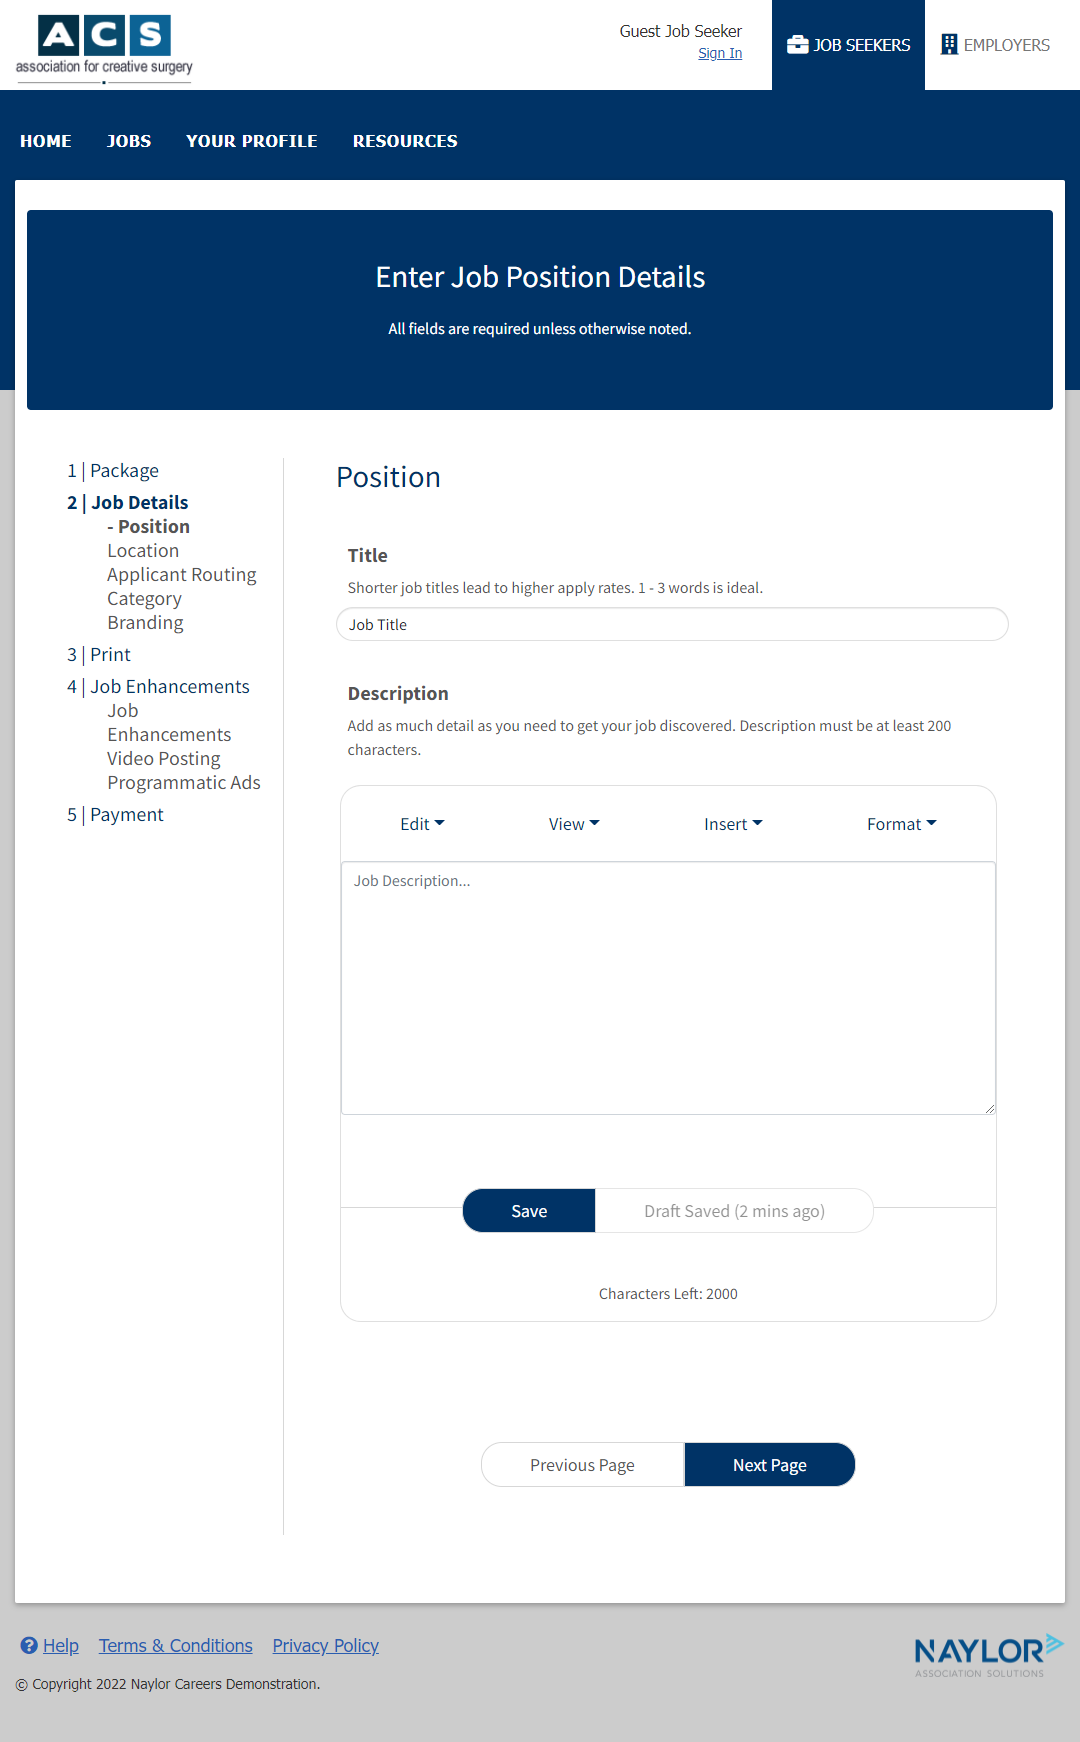 ACS
association for creative surgery
Guest Job Seeker
Sign In
JOB SEEKERS
EMPLOYERS
HOME
JOBS
YOUR PROFILE
RESOURCES
Enter Job Position Details
All fields are required unless otherwise noted.
1 | Package
2 | Job Details
- Position
Location
Applicant Routing
Category
Branding
3 | Print
4 | Job Enhancements
Job
Enhancements
Video Posting
Programmatic Ads
5 | Payment
Position
Title
Shorter job titles lead to higher apply rates. 1 - 3 words is ideal.
Job Title
Description
Add as much detail as you need to get your job discovered. Description must be at least 200
characters.
Edit
View
Insert
Format
Job Description...
Save
Draft Saved (2 mins ago)
Characters Left: 2000
Previous Page
Next Page
Help
Terms & Conditions
Privacy Policy
© Copyright 2022 Naylor Careers Demonstration.
NAYLOR
ASSOCIATION SOLUTIONS